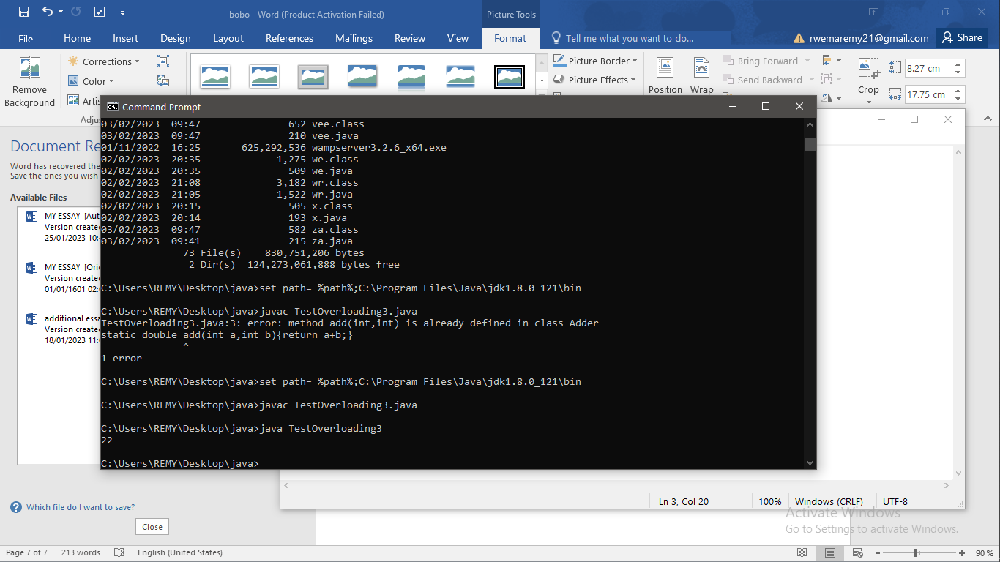 bobo - Word (Product Activation Failed)
Picture Tools
File Home Insert Design Layout References Mailings Review View Format Tell me what you want to do... rwemaremy21@gmail.com Share
Remove
Background
Corrections
Color
Artis
Adju
Picture Border
Picture Effects
Position
Wrap
Bring Forward
Send Backward
Crop
8.27 cm
17.75 cm
Document Re
Word has recovered the
Save the ones you wish
Available Files
MY ESSAY [Aut
Version created
25/01/2023 10:4
MY ESSAY [Orig
Version created
01/01/1601 02:0
additional essa
Version created
18/01/2023 11:0
Which file do I want to save?
Close
Command Prompt
03/02/2023 09:47 652 vee.class
03/02/2023 09:47 210 vee.java
01/11/2022 16:25 625,292,536 wampserver3.2.6_x64.exe
02/02/2023 20:35 1,275 we.class
02/02/2023 20:35 509 we.java
02/02/2023 21:08 3,182 wr.class
02/02/2023 21:05 1,522 wr.java
02/02/2023 20:15 505 x.class
02/02/2023 20:14 193 x.java
03/02/2023 09:47 582 za.class
03/02/2023 09:41 215 za.java
73 File(s) 830,751,206 bytes
2 Dir(s) 124,273,061,888 bytes free
C:\Users\REMY\Desktop\java>set path= %path%;C:\Program Files\Java\jdk1.8.0_121\bin
C:\Users\REMY\Desktop\java>javac TestOverloading3.java
TestOverloading3.java:3: error: method add(int,int) is already defined in class Adder
static double add(int a,int b){return a+b;}
^
1 error
C:\Users\REMY\Desktop\java>set path= %path%;C:\Program Files\Java\jdk1.8.0_121\bin
C:\Users\REMY\Desktop\java>javac TestOverloading3.java
C:\Users\REMY\Desktop\java>java TestOverloading3
22
C:\Users\REMY\Desktop\java>
Ln 3, Col 20 100% Windows (CRLF) UTF-8
Activate Windows
Go to Settings to activate Windows.
Page 7 of 7 213 words English (United States) 90%